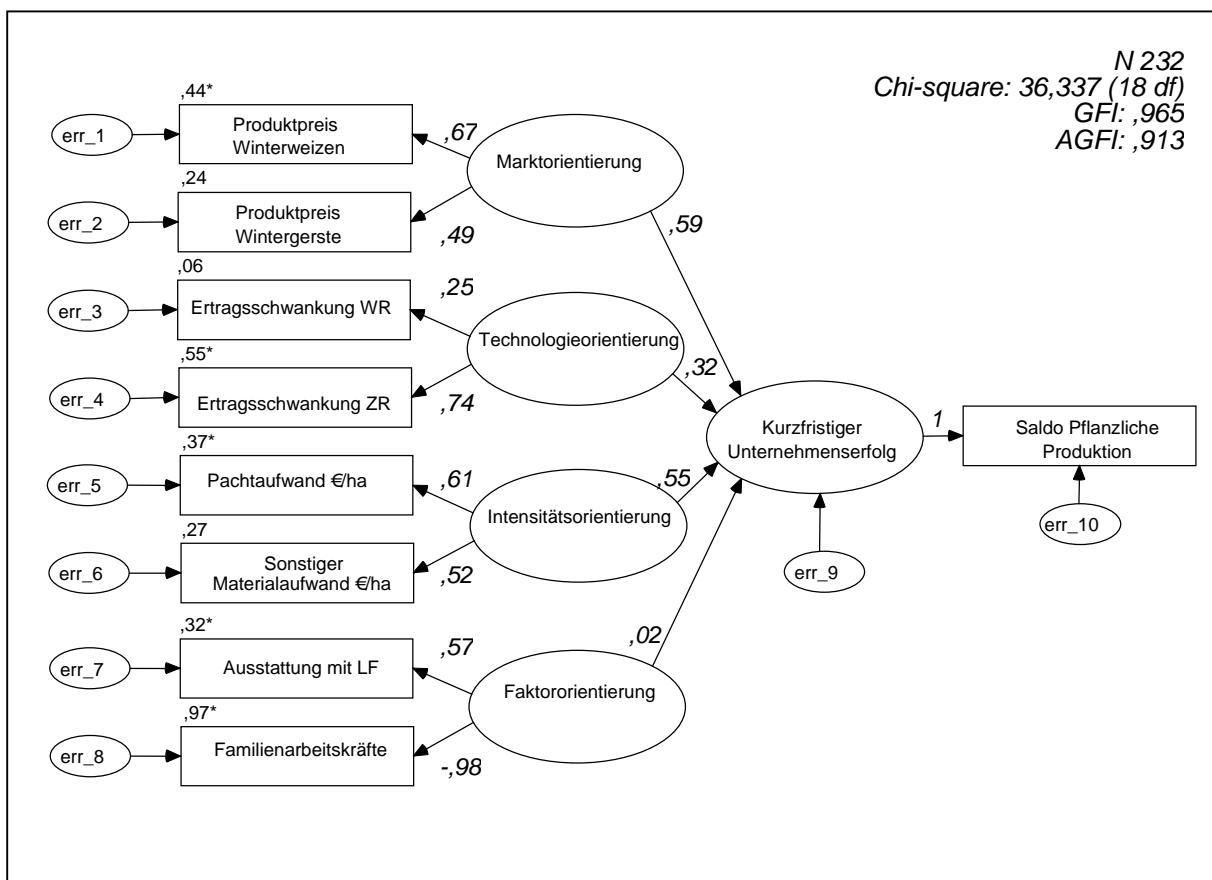 N 232
Chi-square: 36,337 (18 df)
GFI: ,965
AGFI: ,913
,44*
err_1
Produktpreis
Winterweizen
,67
Marktorientierung
,24
err_2
Produktpreis
Wintergerste
,49
,59
,06
err_3
Ertragsschwankung WR
,25
Technologieorientierung
,55*
err_4
Ertragsschwankung ZR
,74
,32
Kurzfristiger
Unternehmenserfolg
1
Saldo Pflanzliche
Produktion
,37*
err_5
Pachtaufwand €/ha
,61
Intensitätsorientierung
,55
err_10
,27
err_6
Sonstiger
Materialaufwand €/ha
,52
err_9
,32*
err_7
Ausstattung mit LF
,57
Faktororientierung
,02
,97*
err_8
Familienarbeitskräfte
-,98